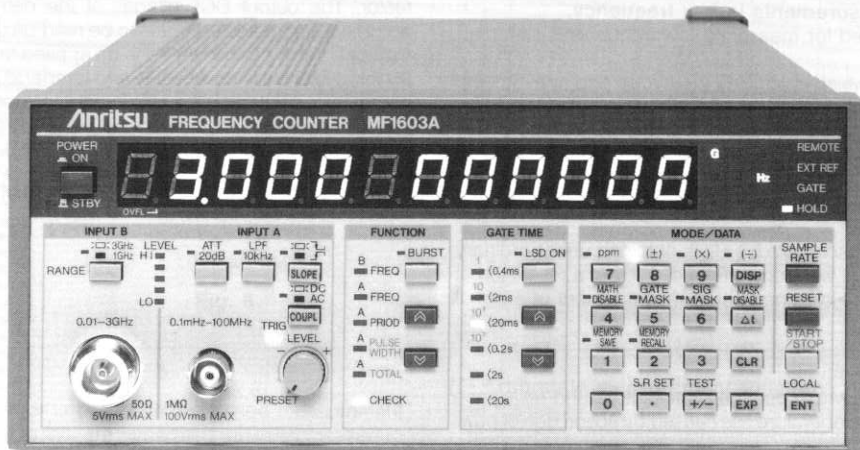 surements
frequency.
Anritsu FREQUENCY COUNTER MF1603A
POWER
ON
STBY
3.000 000000
OVFL
G
Hz
REMOTE
EXT REF
GATE
HOLD
INPUT B
3GHz
1GHz
RANGE
LEVEL
HI
LO
0.01–3GHz
50Ω
5Vrms MAX
INPUT A
ATT
20dB
LPF
10kHz
SLOPE
DC
AC
COUPL
0.1mHz–100MHz
TRIG
LEVEL
– +
PRESET
1MΩ
100Vrms MAX
FUNCTION
BURST
B
FREQ
A
FREQ
A
PRIOD
A
PULSE
WIDTH
A
TOTAL
CHECK
GATE TIME
LSD ON
1
(0.4ms
10
(2ms
(20ms
(0.2s
(2s
(20s
MODE/DATA
ppm (±) (×) (÷)
7 8 9 DISP
MATH DISABLE
GATE MASK
SIG MASK
MASK DISABLE
4 5 6 Δt
MEMORY SAVE
MEMORY RECALL
1 2 3 CLR
S.R SET TEST
0 · +/− EXP
SAMPLE
RATE
RESET
START
/STOP
LOCAL
ENT